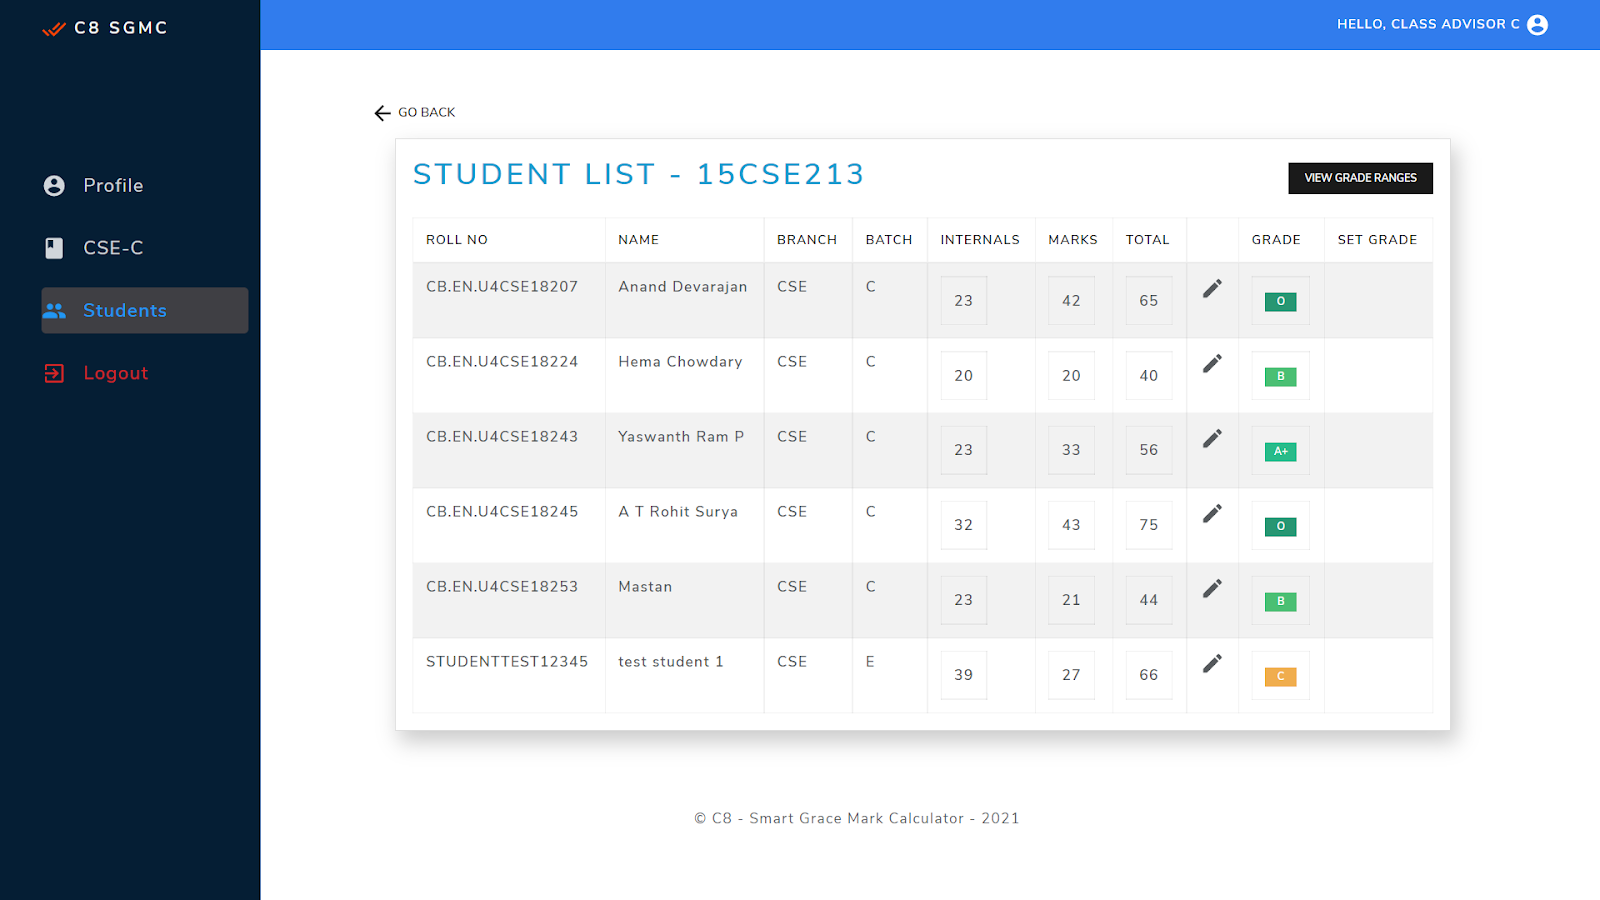 C8 SGMC
HELLO, CLASS ADVISOR C
Profile
CSE-C
Students
Logout
GO BACK
STUDENT LIST - 15CSE213
VIEW GRADE RANGES
ROLL NO NAME BRANCH BATCH INTERNALS MARKS TOTAL GRADE SET GRADE
CB.EN.U4CSE18207 Anand Devarajan CSE C 23 42 65 O
CB.EN.U4CSE18224 Hema Chowdary CSE C 20 20 40 B
CB.EN.U4CSE18243 Yaswanth Ram P CSE C 23 33 56 A+
CB.EN.U4CSE18245 A T Rohit Surya CSE C 32 43 75 O
CB.EN.U4CSE18253 Mastan CSE C 23 21 44 B
STUDENTTEST12345 test student 1 CSE E 39 27 66 C
© C8 - Smart Grace Mark Calculator - 2021